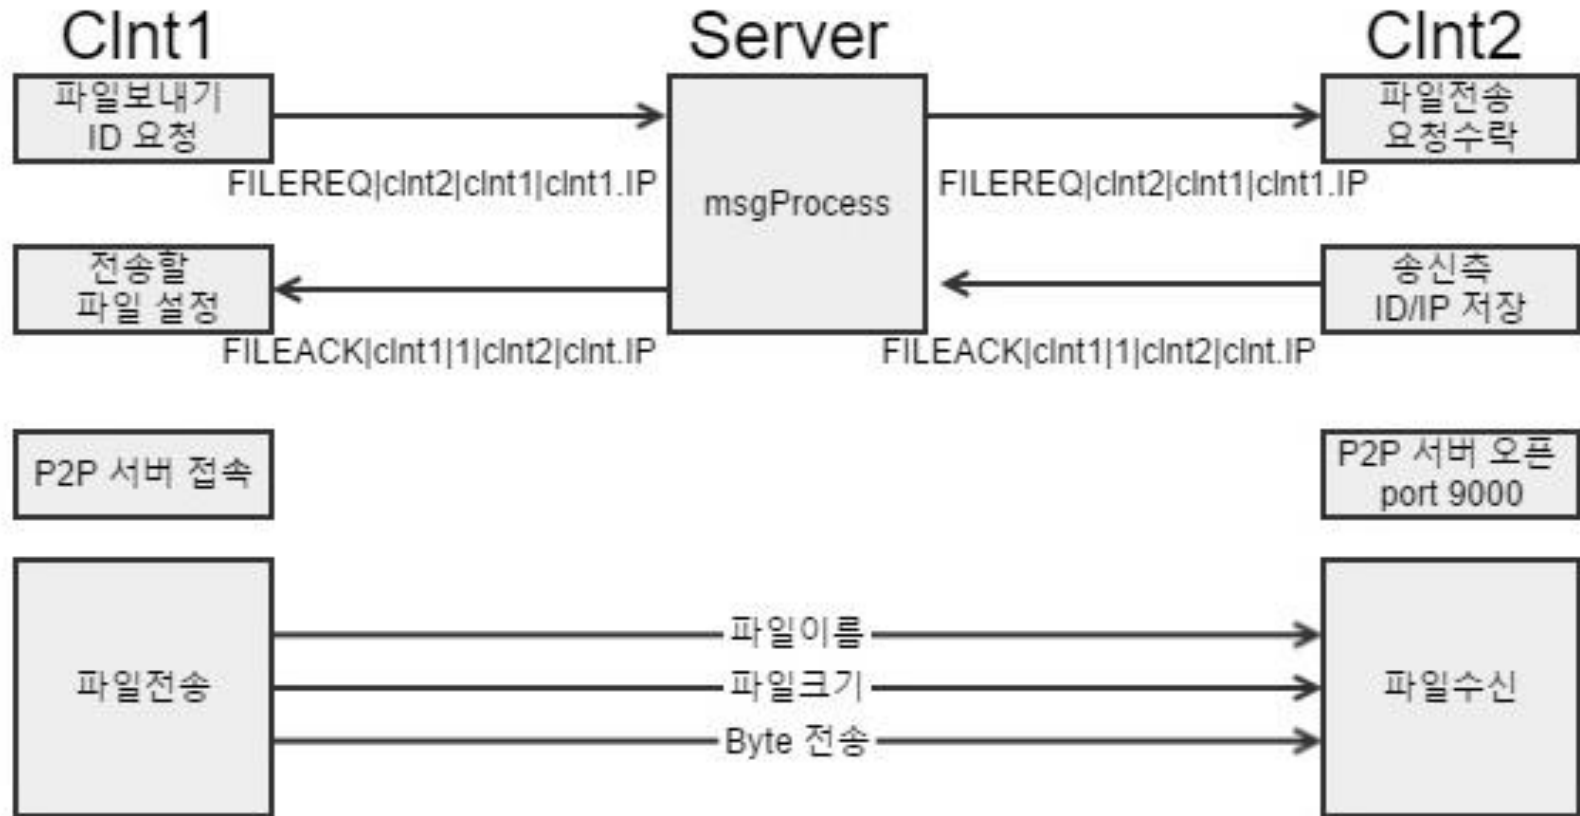 Clnt1
Server
Clnt2
파일보내기
ID 요청
파일전송
요청수락
FILEREQ|clnt2|clnt1|clnt1.IP
msgProcess
FILEREQ|clnt2|clnt1|clnt1.IP
전송할
파일 설정
송신측
ID/IP 저장
FILEACK|clnt1|1|clnt2|clnt.IP
FILEACK|clnt1|1|clnt2|clnt.IP
P2P 서버 접속
P2P 서버 오픈
port 9000
파일이름
파일전송
파일크기
파일수신
Byte 전송